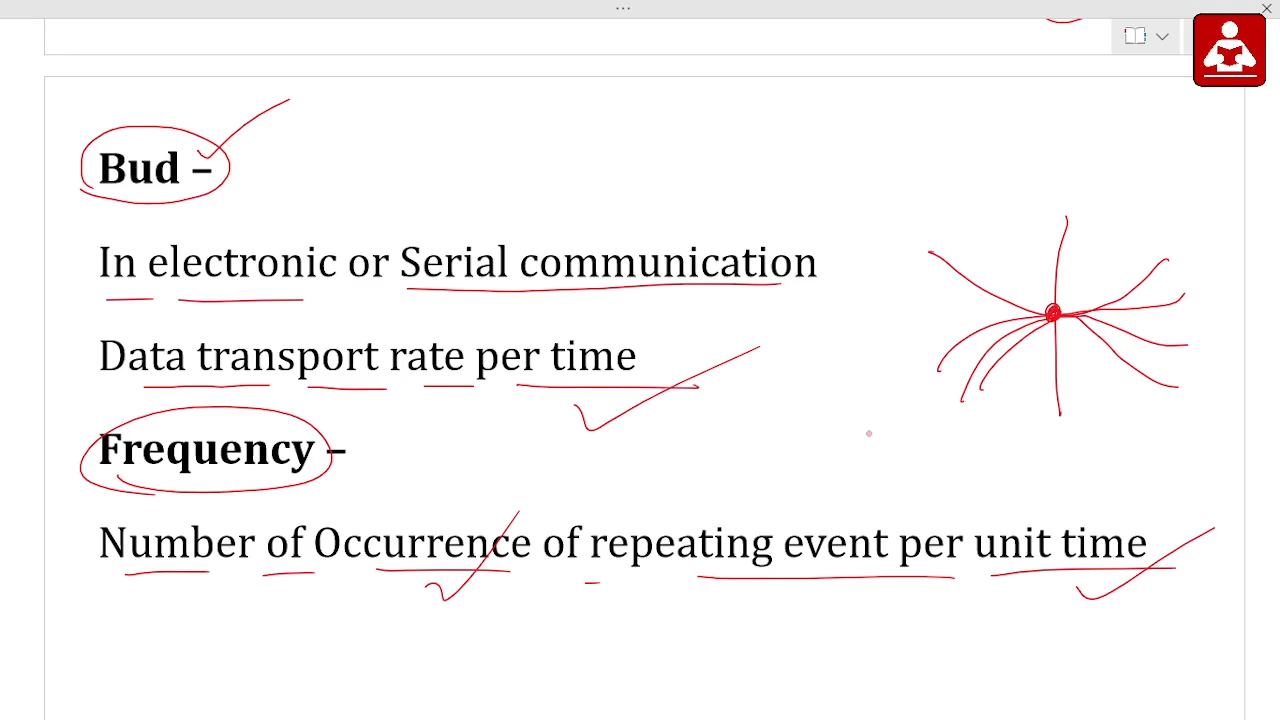 Bud –
In electronic or Serial communication
Data transport rate per time
Frequency –
Number of Occurrence of repeating event per unit time